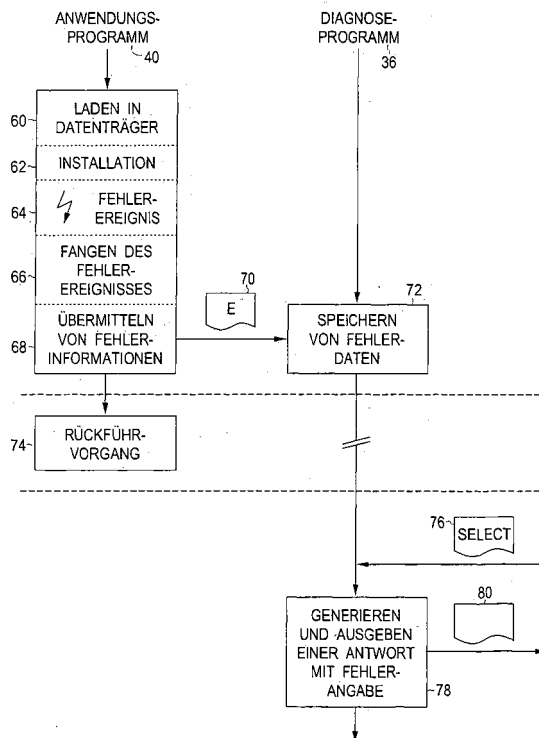 ANWENDUNGS-
PROGRAMM
40
DIAGNOSE-
PROGRAMM
36
60
LADEN IN
DATENTRÄGER
62
INSTALLATION
64
FEHLER-
EREIGNIS
66
FANGEN DES
FEHLER-
EREIGNISSES
68
ÜBERMITTELN
VON FEHLER-
INFORMATIONEN
70
E
72
SPEICHERN
VON FEHLER-
DATEN
74
RÜCKFÜHR-
VORGANG
76
SELECT
GENERIEREN
UND AUSGEBEN
EINER ANTWORT
MIT FEHLER-
ANGABE
78
80